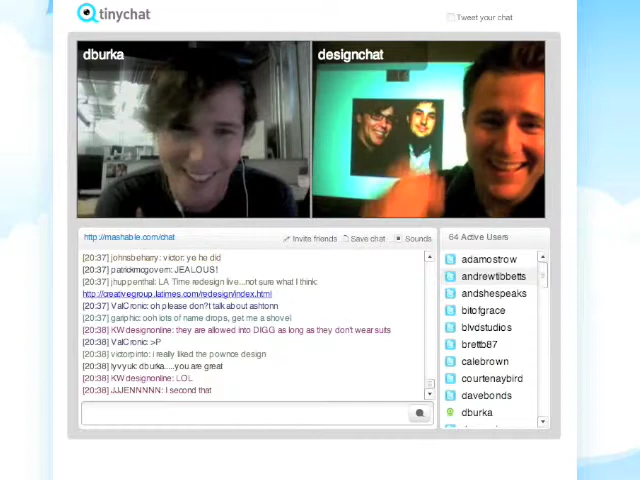 tinychat
Tweet your chat
dburka
designchat
http://mashable.com/chat
Invite friends
Save chat
Sounds
64 Active Users
[20:37] johnsbeharry: victor: ye he did
[20:37] patrickmcgovern: JEALOUS!
[20:37] jhuppenthal: LA Time redesign live...not sure what I think:
http://creativegroup.latimes.com/redesign/index.html
[20:37] ValCronic: oh please don?t talk about ashtonn
[20:37] gariphic: ooh lots of name drops, get me a shovel
[20:38] KWdesignonline: they are allowed into DIGG as long as they don't wear suits
[20:38] ValCronic: >P
[20:38] victorpinto: i really liked the pownce design
[20:38] lyvyuk: dburka.....you are great
[20:38] KWdesignonline: LOL
[20:38] JJJENNNNN: I second that
adamostrow
andrewtibbetts
andshespeaks
bitofgrace
blvdstudios
brettb87
calebrown
courtenaybird
davebonds
dburka